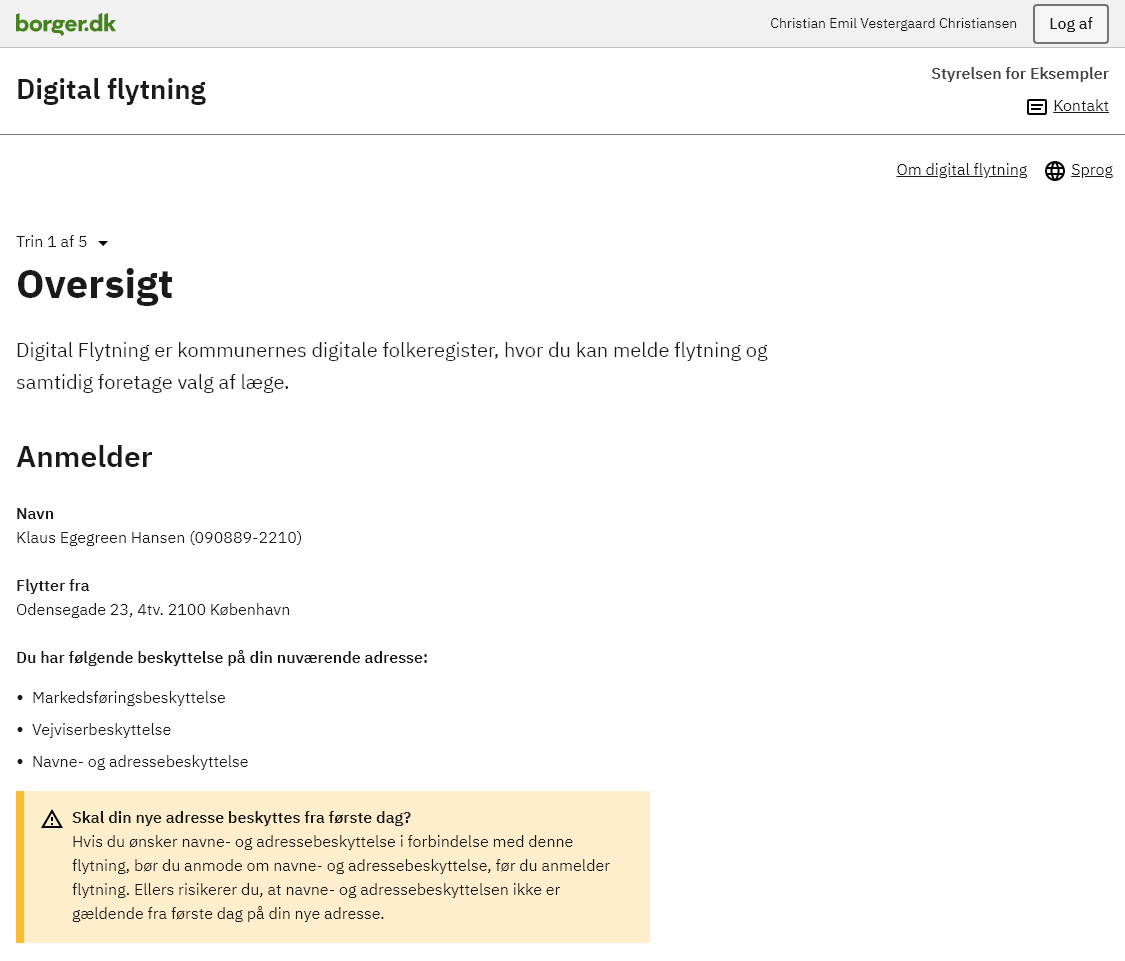 borger.dk
Christian Emil Vestergaard Christiansen
Log af
Digital flytning
Styrelsen for Eksempler
Kontakt
Om digital flytning
Sprog
Trin 1 af 5
Oversigt
Digital Flytning er kommunernes digitale folkeregister, hvor du kan melde flytning og
samtidig foretage valg af læge.
Anmelder
Navn
Klaus Egegreen Hansen (090889-2210)
Flytter fra
Odensegade 23, 4tv. 2100 København
Du har følgende beskyttelse på din nuværende adresse:
• Markedsføringsbeskyttelse
• Vejviserbeskyttelse
• Navne- og adressebeskyttelse
Skal din nye adresse beskyttes fra første dag?
Hvis du ønsker navne- og adressebeskyttelse i forbindelse med denne
flytning, bør du anmode om navne- og adressebeskyttelse, før du anmelder
flytning. Ellers risikerer du, at navne- og adressebeskyttelsen ikke er
gældende fra første dag på din nye adresse.